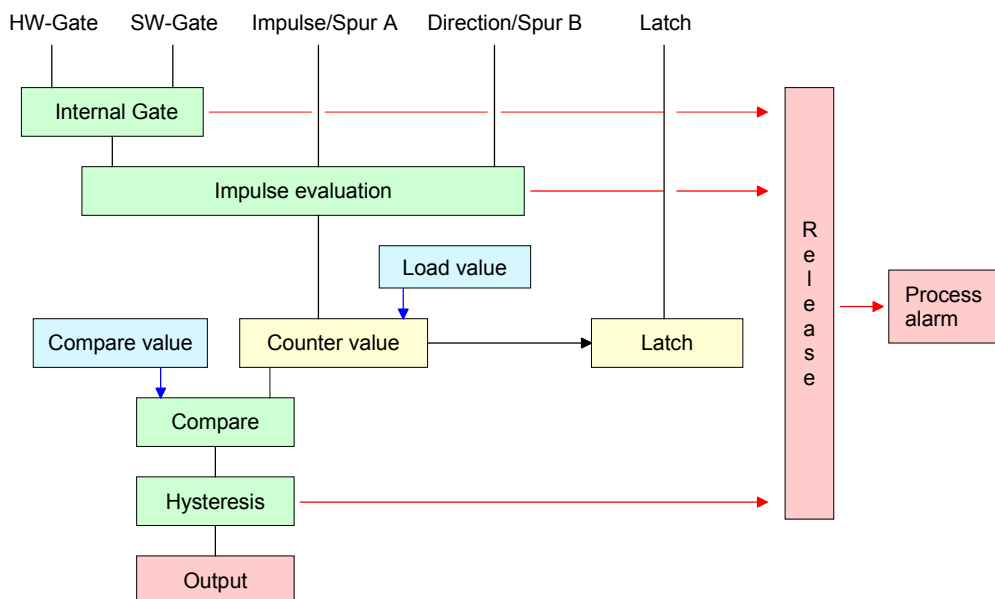 HW-Gate
SW-Gate
Impulse/Spur A
Direction/Spur B
Latch
Internal Gate
Impulse evaluation
Load value
Compare value
Counter value
Latch
Compare
Hysteresis
Output
Release
Process
alarm